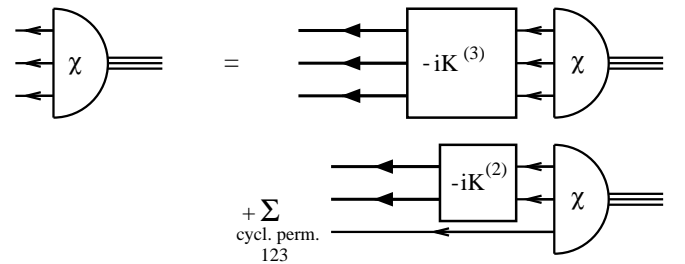 χ = -iK (3) χ
-iK (2) χ
+ Σ
cycl. perm.
123